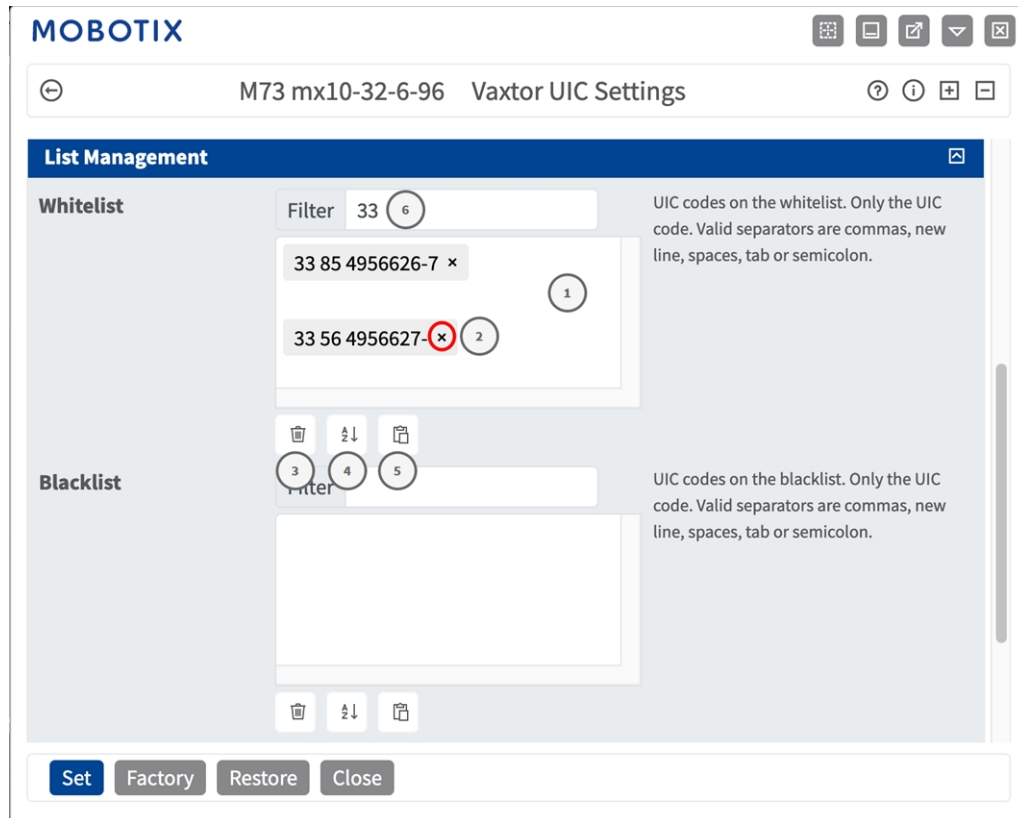 MOBOTIX
M73 mx10-32-6-96 Vaxtor UIC Settings
List Management
Whitelist
Filter 33 6
UIC codes on the whitelist. Only the UIC
code. Valid separators are commas, new
line, spaces, tab or semicolon.
33 85 4956626-7 ×
1
33 56 4956627- × 2
3 4 5
Blacklist
Filter
UIC codes on the blacklist. Only the UIC
code. Valid separators are commas, new
line, spaces, tab or semicolon.
Set Factory Restore Close